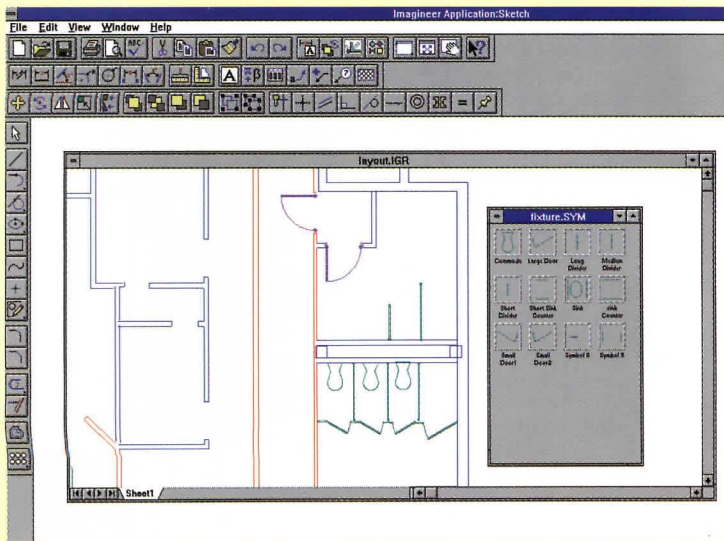 Imagineer Application:Sketch
File Edit View Window Help
ABC
A
β
layout.IGR
fixture.SYM
Commode Large Door Long Divider Medium Divider
Short Divider Short Sink Counter Sink sink Counter
Small Door1 Small Door2 Symbol 8 Symbol 9
Sheet1